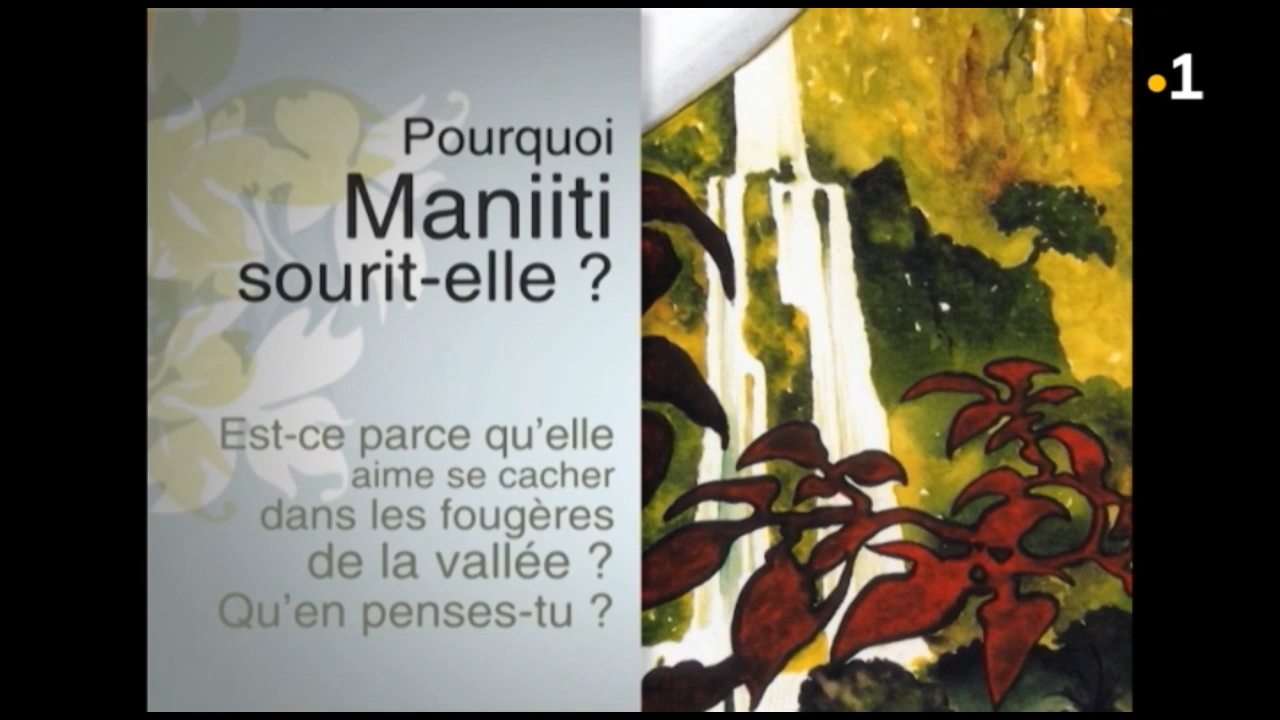 Pourquoi
Maniiti
sourit-elle ?
Est-ce parce qu'elle
aime se cacher
dans les fougères
de la vallée ?
Qu'en penses-tu ?
1